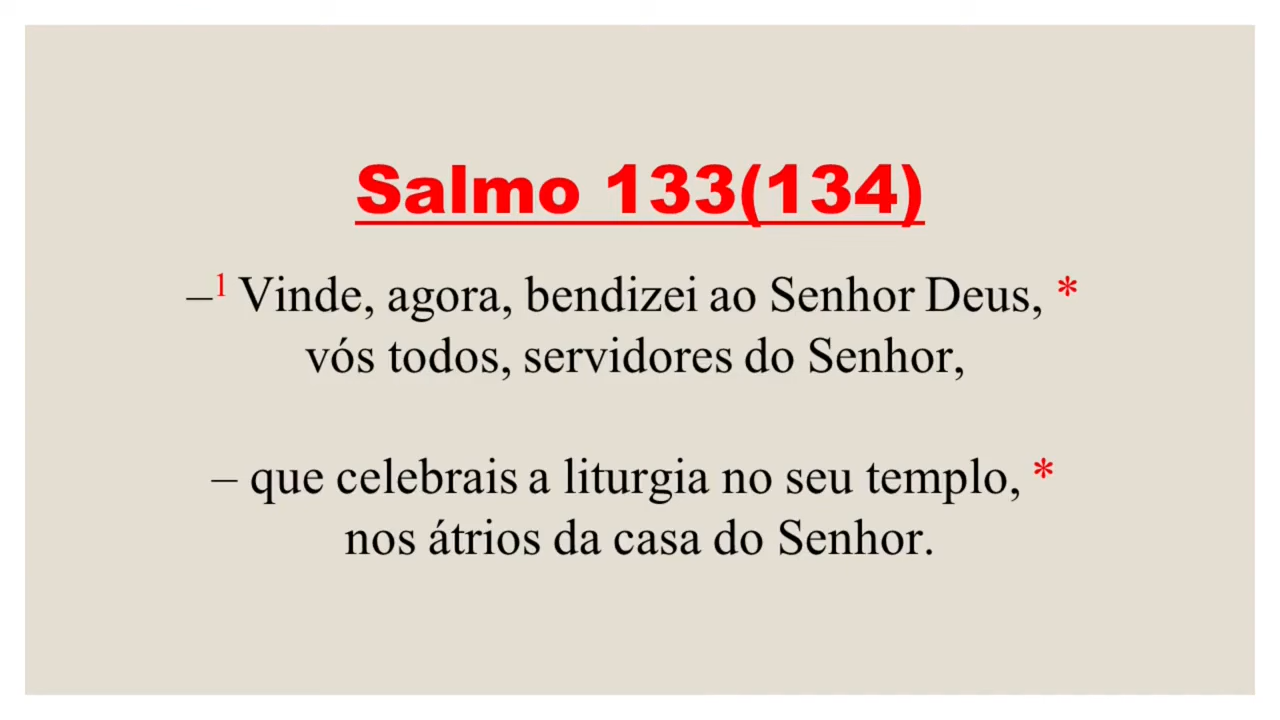 Salmo 133(134)
–1 Vinde, agora, bendizei ao Senhor Deus, *
vós todos, servidores do Senhor,
– que celebrais a liturgia no seu templo, *
nos átrios da casa do Senhor.